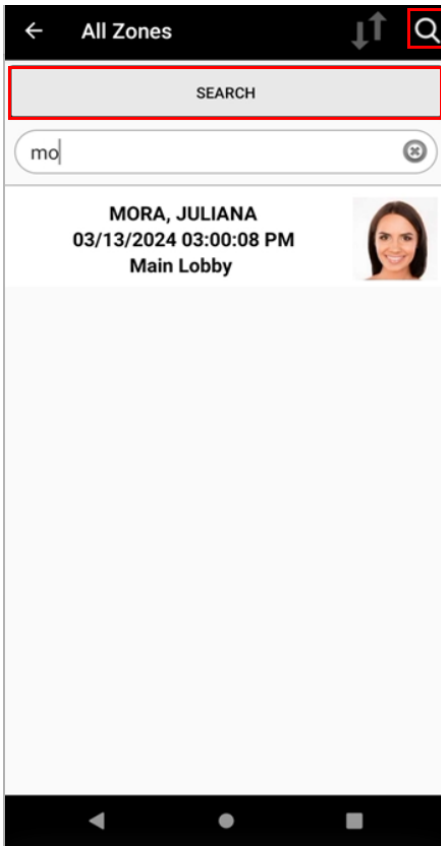 All Zones
SEARCH
mo
MORA, JULIANA
03/13/2024 03:00:08 PM
Main Lobby